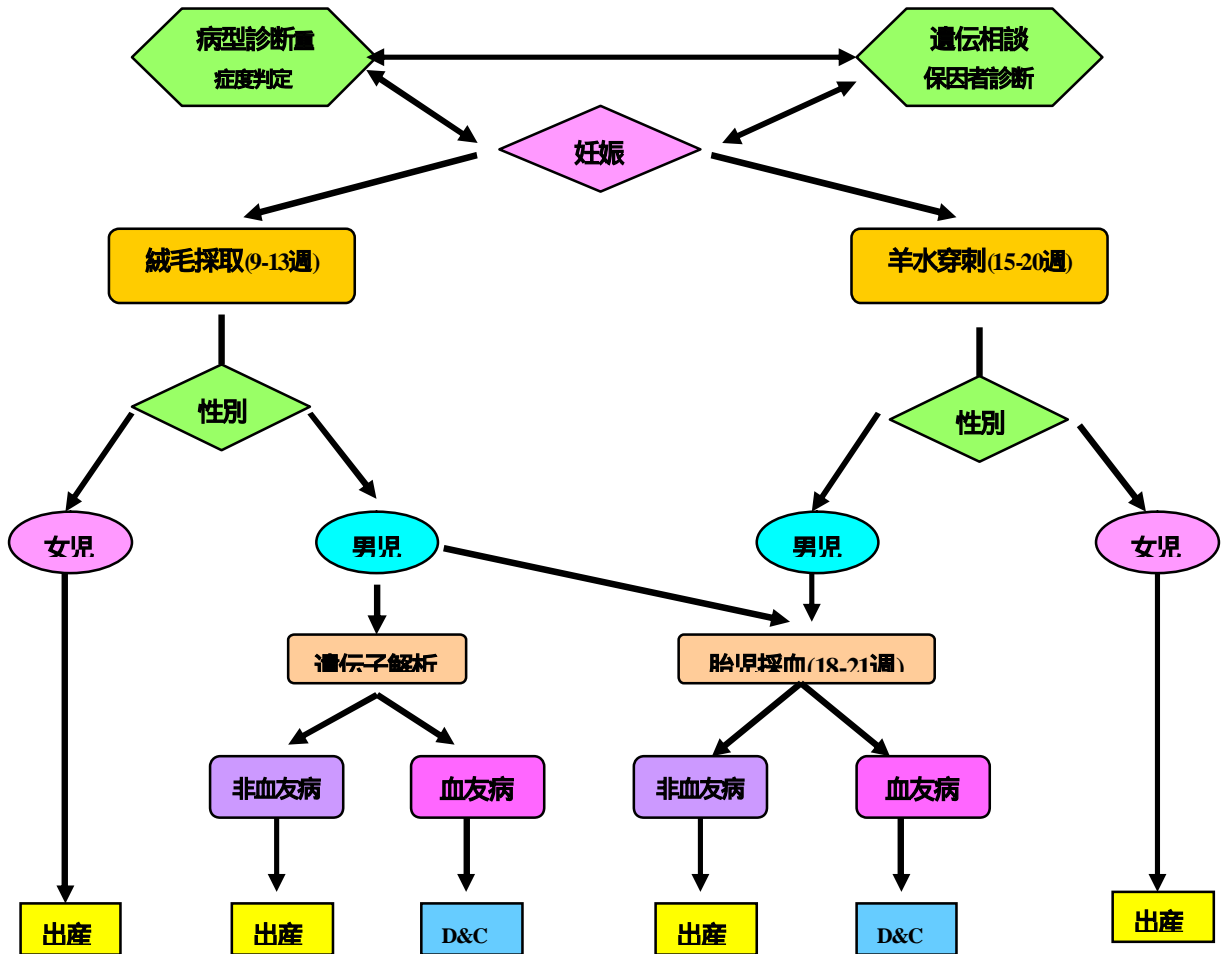 病型診断重
症度判定
遺伝相談
保因者診断
妊娠
絨毛採取(9-13週)
羊水穿刺(15-20週)
性別
性別
女児
男児
男児
女児
遺伝子解析
胎児採血(18-21週)
非血友病
血友病
非血友病
血友病
出産
出産
D&C
出産
D&C
出産